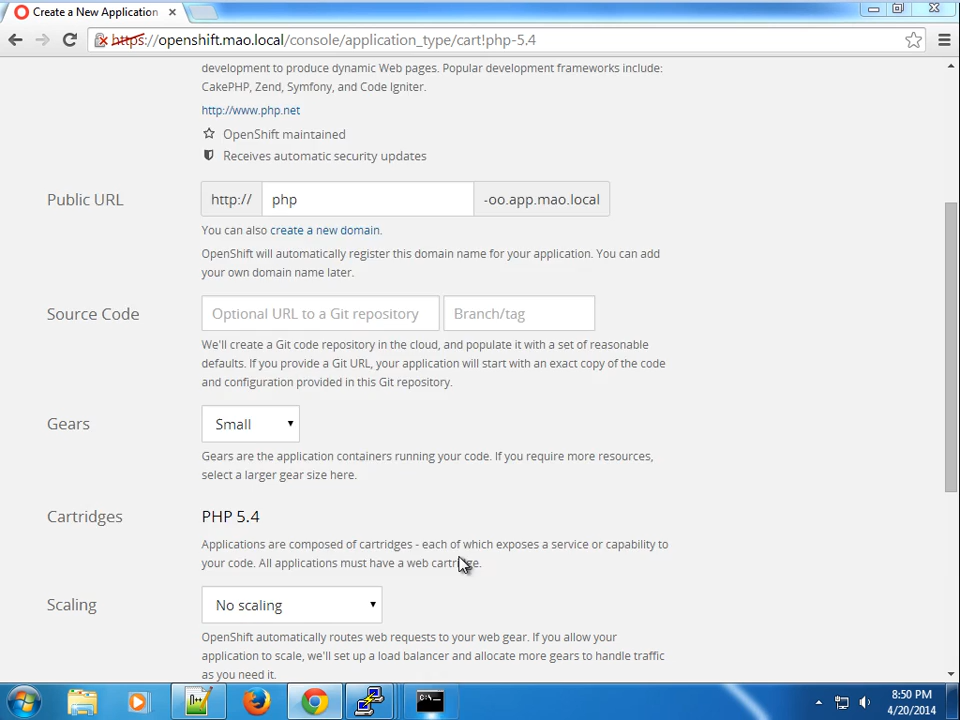 Create a New Application
https://openshift.mao.local/console/application_type/cart!php-5.4
development to produce dynamic Web pages. Popular development frameworks include:
CakePHP, Zend, Symfony, and Code Igniter.
http://www.php.net
OpenShift maintained
Receives automatic security updates
Public URL
http:// php -oo.app.mao.local
You can also create a new domain.
OpenShift will automatically register this domain name for your application. You can add
your own domain name later.
Source Code
Optional URL to a Git repository Branch/tag
We'll create a Git code repository in the cloud, and populate it with a set of reasonable
defaults. If you provide a Git URL, your application will start with an exact copy of the code
and configuration provided in this Git repository.
Gears
Small
Gears are the application containers running your code. If you require more resources,
select a larger gear size here.
Cartridges
PHP 5.4
Applications are composed of cartridges - each of which exposes a service or capability to
your code. All applications must have a web cartridge.
Scaling
No scaling
OpenShift automatically routes web requests to your web gear. If you allow your
application to scale, we'll set up a load balancer and allocate more gears to handle traffic
as you need it.
8:50 PM
4/20/2014